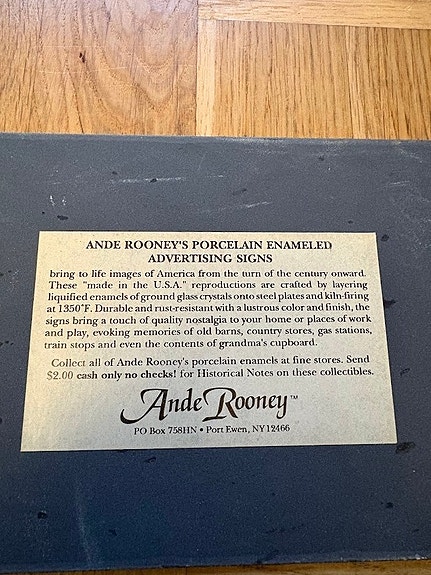 ANDE ROONEY'S PORCELAIN ENAMELED
ADVERTISING SIGNS
bring to life images of America from the turn of the century onward.
These "made in the U.S.A." reproductions are crafted by layering
liquified enamels of ground glass crystals onto steel plates and kiln-firing
at 1350°F. Durable and rust-resistant with a lustrous color and finish, the
signs bring a touch of quality nostalgia to your home or places of work
and play, evoking memories of old barns, country stores, gas stations,
train stops and even the contents of grandma's cupboard.
Collect all of Ande Rooney's porcelain enamels at fine stores. Send
$2.00 cash only no checks! for Historical Notes on these collectibles.
Ande Rooney™
PO Box 758HN • Port Ewen, NY 12466